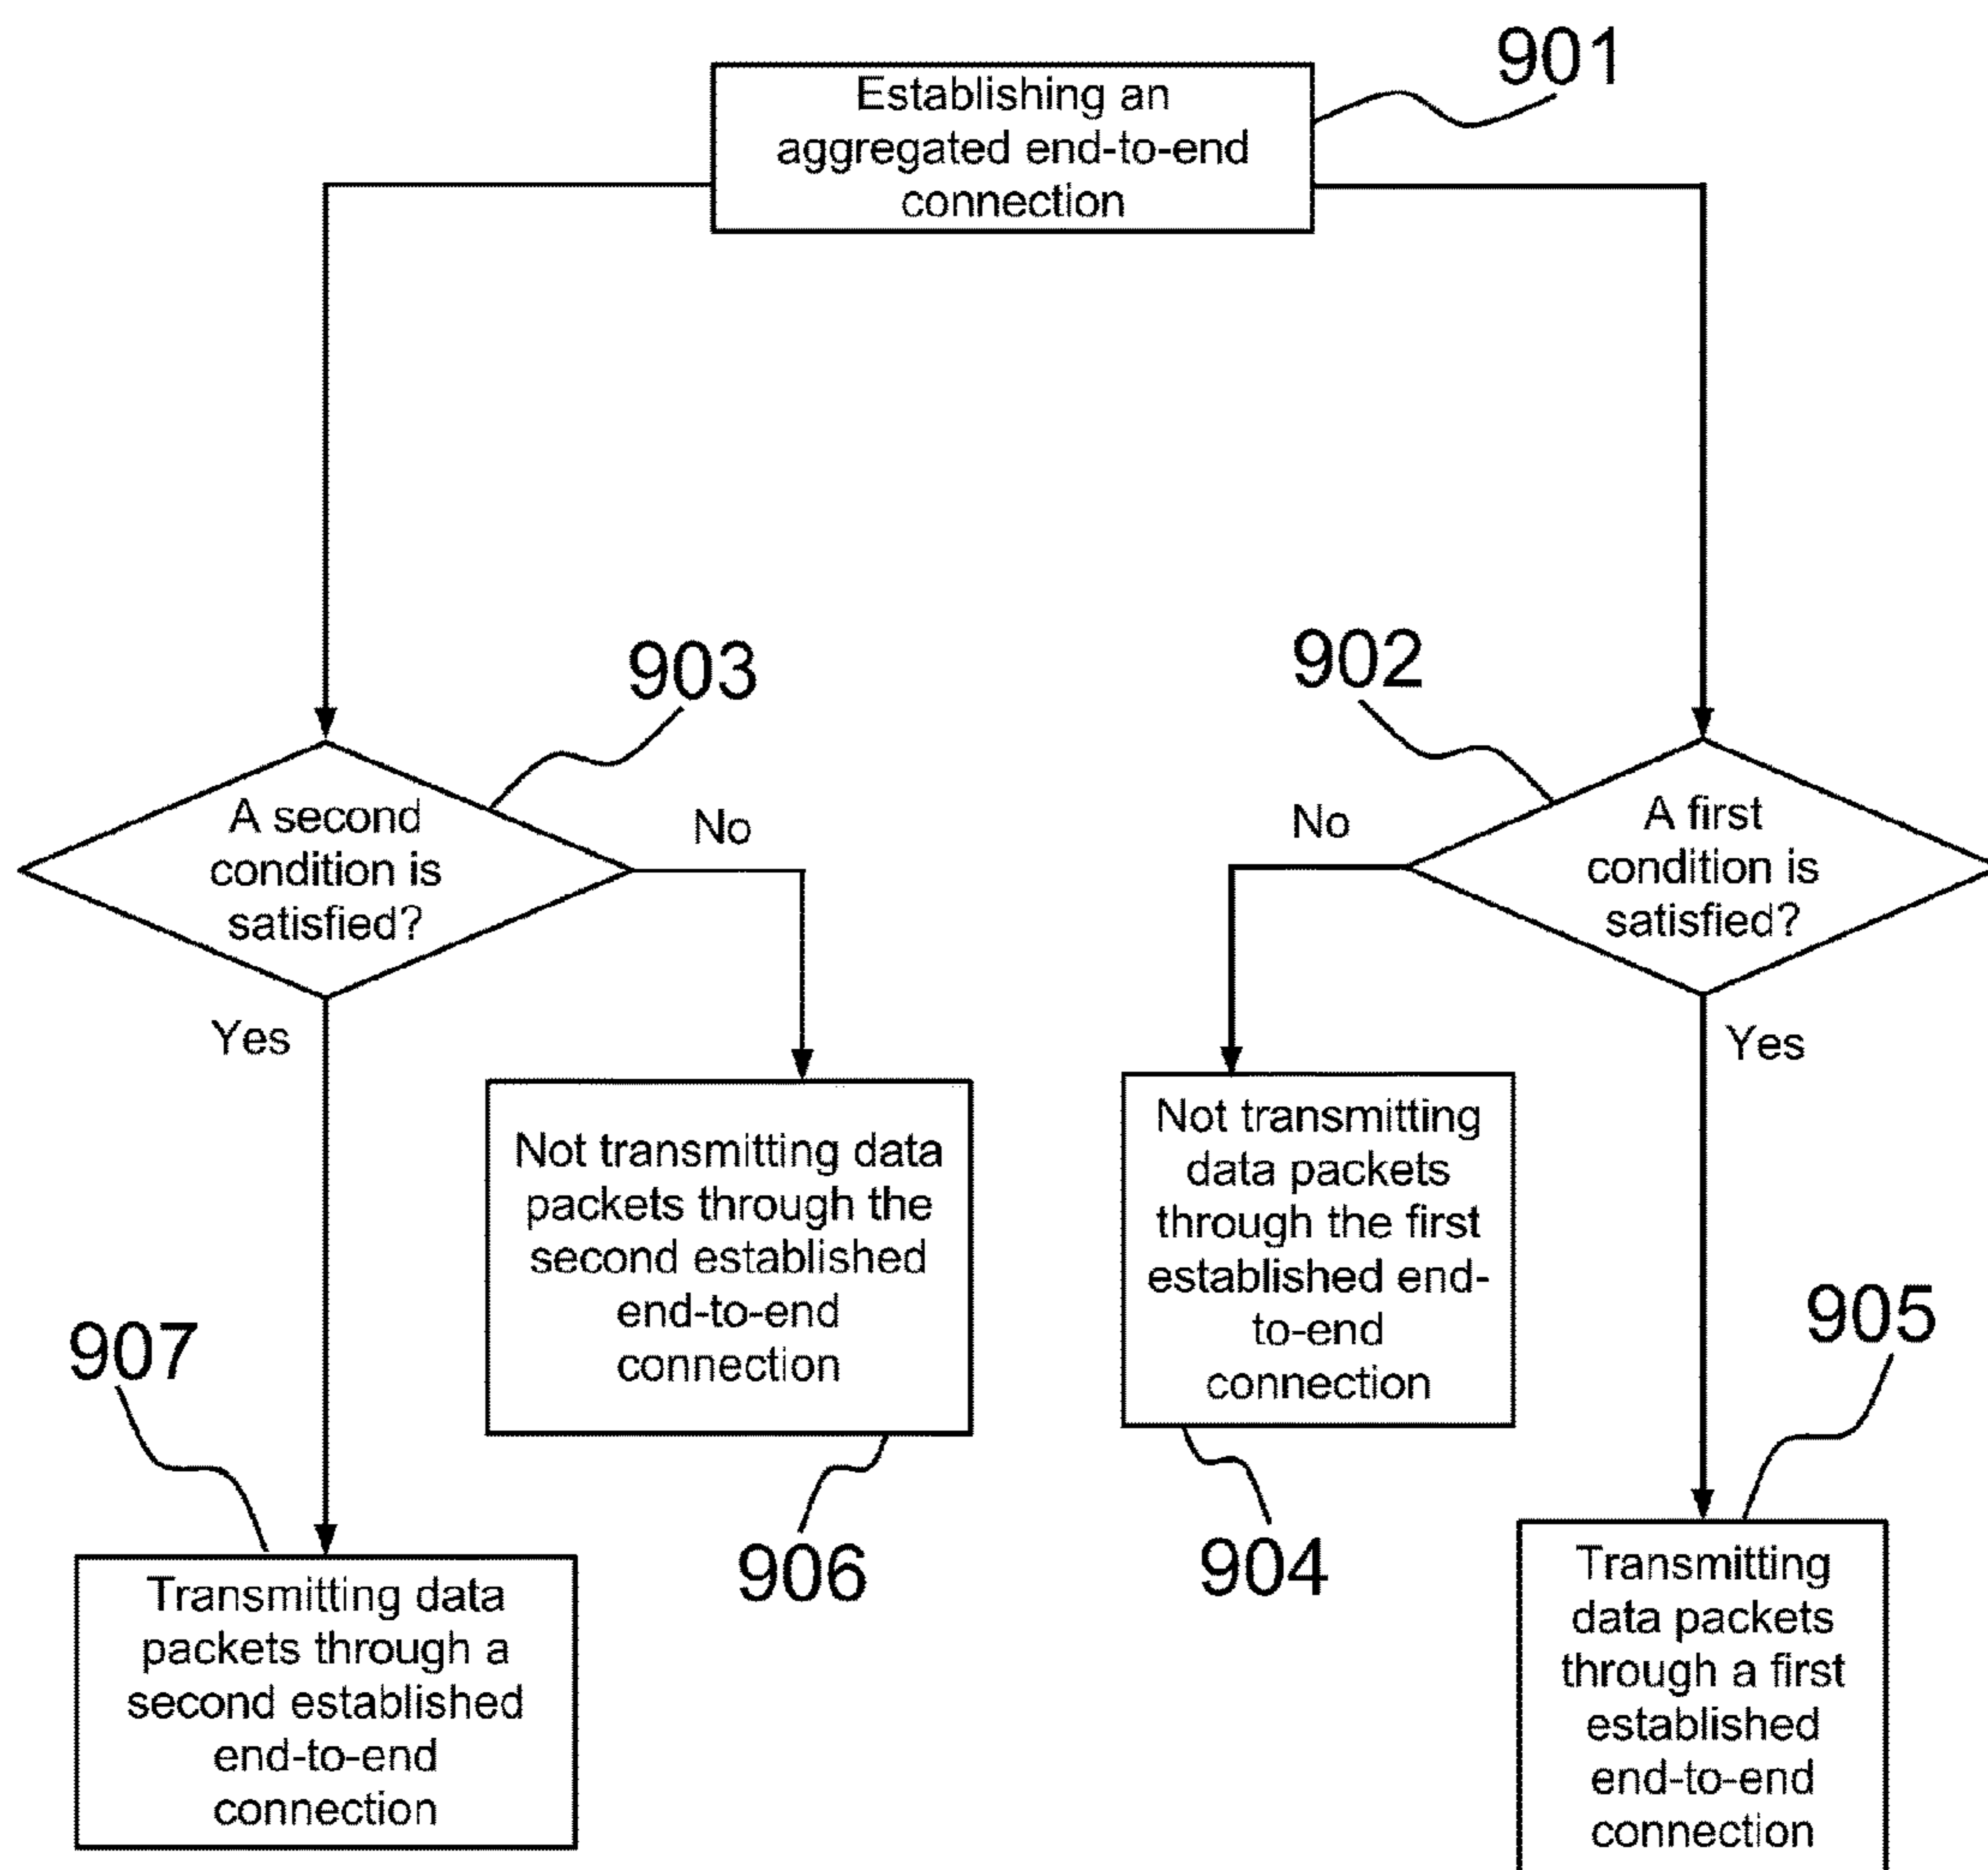 901
Establishing an
aggregated end-to-end
connection
903
902
A second
condition is
satisfied?
No
No
A first
condition is
satisfied?
Yes
Yes
Not transmitting data
packets through the
second established
end-to-end
connection
Not transmitting
data packets
through the first
established end-
to-end
connection
907
905
906
904
Transmitting data
packets through a
second established
end-to-end
connection
Transmitting
data packets
through a first
established
end-to-end
connection